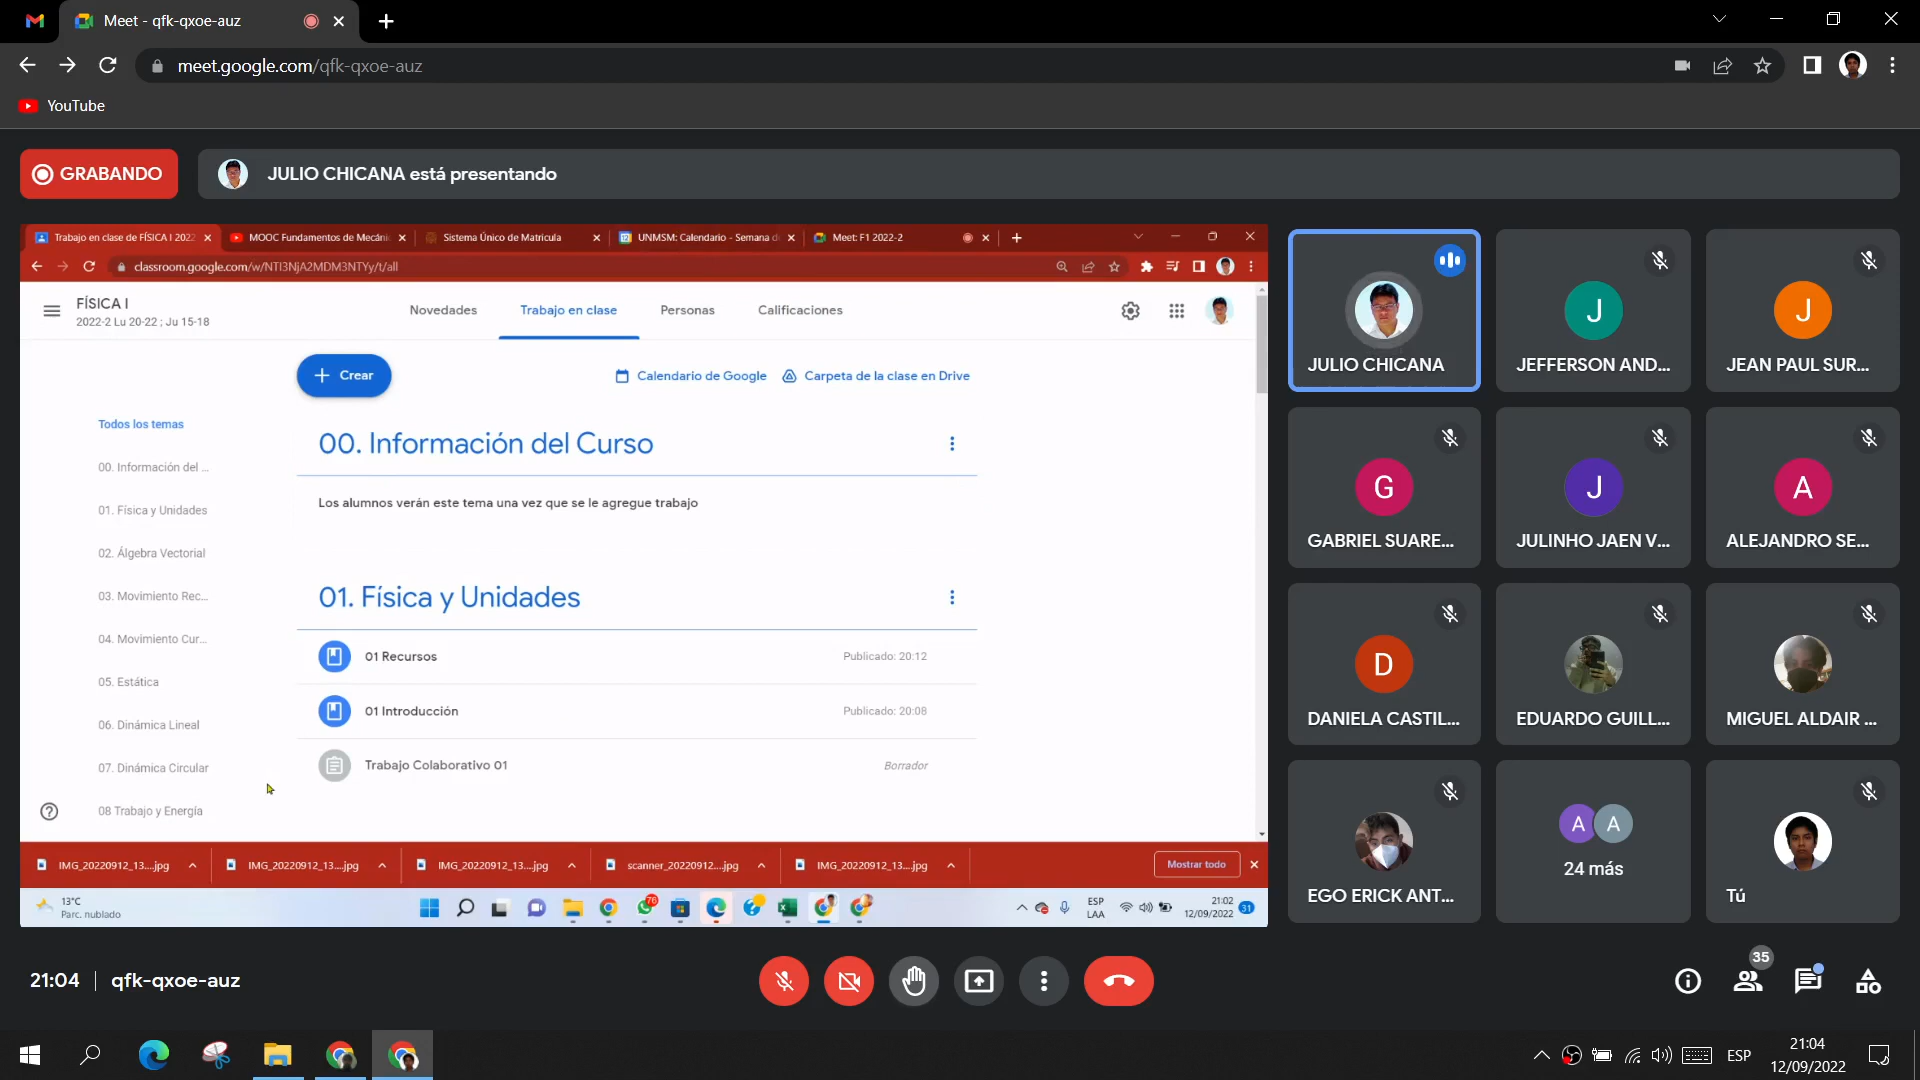 Meet - qfk-qxoe-auz
meet.google.com/qfk-qxoe-auz
YouTube
GRABANDO
JULIO CHICANA está presentando
Trabajo en clase de FÍSICA I 2022
MOOC Fundamentos de Mecáni
Sistema Único de Matricula
UNMSM: Calendario - Semana d
Meet: F1 2022-2
classroom.google.com/w/NTI3NjA2MDM3NTYy/t/all
FÍSICA I
2022-2 Lu 20-22 ; Ju 15-18
Novedades
Trabajo en clase
Personas
Calificaciones
Crear
Calendario de Google
Carpeta de la clase en Drive
Todos los temas
00. Información del ...
01. Física y Unidades
02. Álgebra Vectorial
03. Movimiento Rec...
04. Movimiento Cur...
05. Estática
06. Dinámica Lineal
07. Dinámica Circular
08 Trabajo y Energía
00. Información del Curso
Los alumnos verán este tema una vez que se le agregue trabajo
01. Física y Unidades
01 Recursos
Publicado: 20:12
01 Introducción
Publicado: 20:08
Trabajo Colaborativo 01
Borrador
IMG_20220912_13....jpg
IMG_20220912_13....jpg
IMG_20220912_13....jpg
scanner_20220912....jpg
IMG_20220912_13....jpg
Mostrar todo
13°C
Parc. nublado
76
ESP
LAA
21:02
12/09/2022
31
JULIO CHICANA
J
JEFFERSON AND...
J
JEAN PAUL SUR...
G
GABRIEL SUARE...
J
JULINHO JAEN V...
A
ALEJANDRO SE...
D
DANIELA CASTIL...
EDUARDO GUILL...
MIGUEL ALDAIR ...
EGO ERICK ANT...
A A
24 más
Tú
21:04 | qfk-qxoe-auz
35
ESP
21:04
12/09/2022